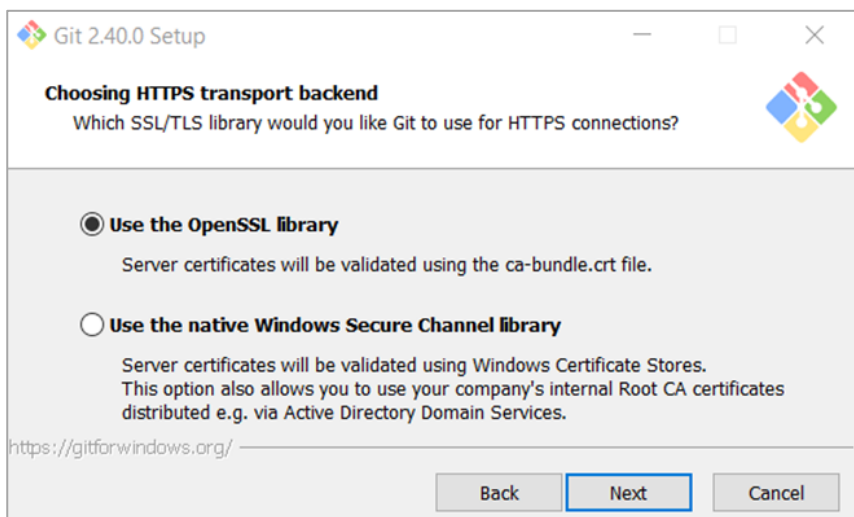 Git 2.40.0 Setup
Choosing HTTPS transport backend
Which SSL/TLS library would you like Git to use for HTTPS connections?
Use the OpenSSL library
Server certificates will be validated using the ca-bundle.crt file.
Use the native Windows Secure Channel library
Server certificates will be validated using Windows Certificate Stores.
This option also allows you to use your company's internal Root CA certificates
distributed e.g. via Active Directory Domain Services.
https://gitforwindows.org/
Back Next Cancel